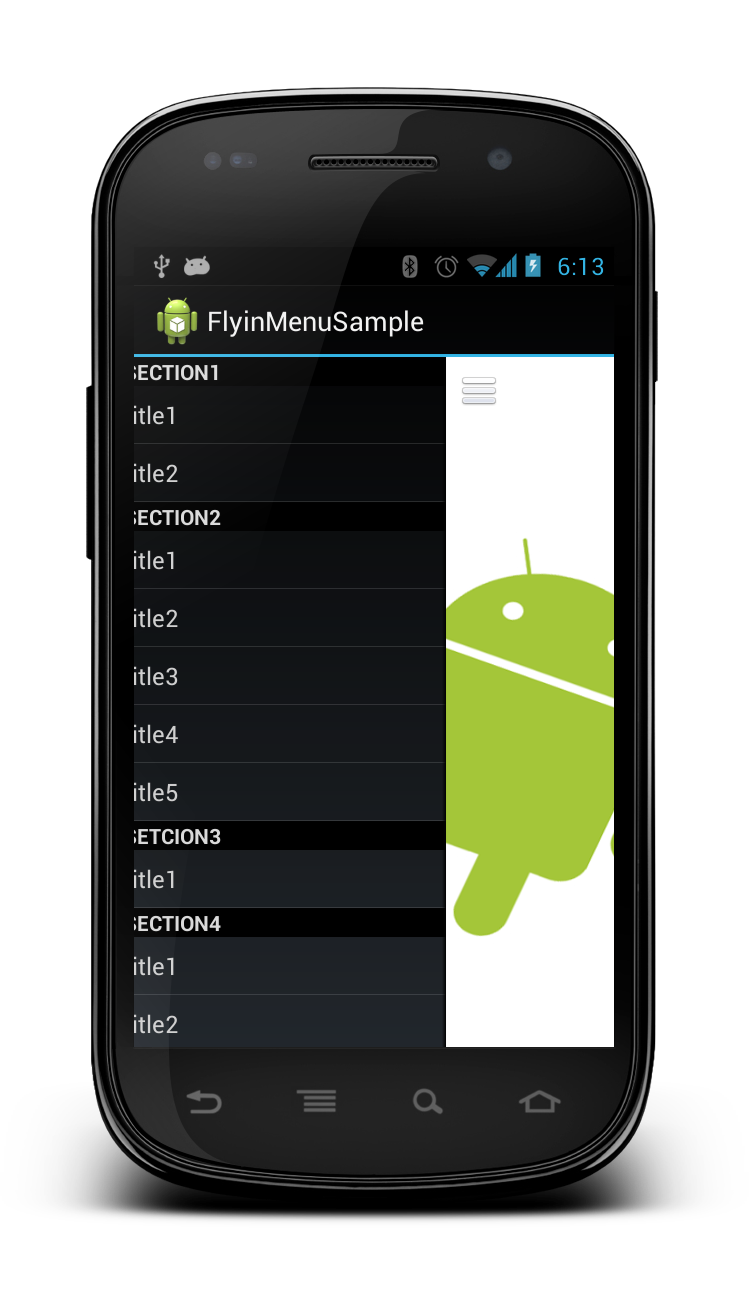 6:13
FlyinMenuSample
SECTION1
itle1
itle2
SECTION2
itle1
itle2
itle3
itle4
itle5
SETCION3
itle1
SECTION4
itle1
itle2